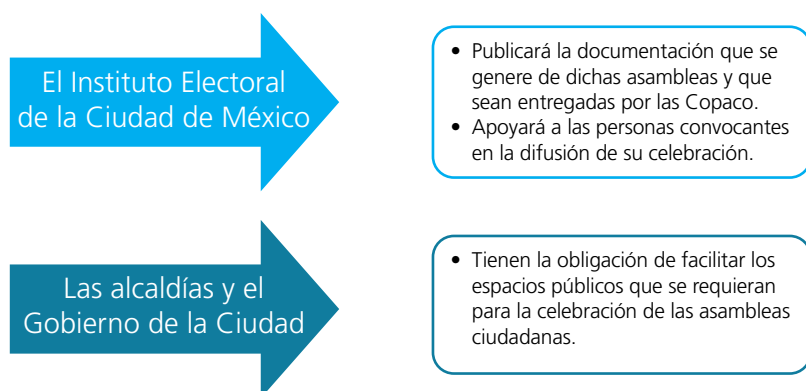 El Instituto Electoral
de la Ciudad de México
• Publicará la documentación que se
genere de dichas asambleas y que
sean entregadas por las Copaco.
• Apoyará a las personas convocantes
en la difusión de su celebración.
Las alcaldías y el
Gobierno de la Ciudad
• Tienen la obligación de facilitar los
espacios públicos que se requieran
para la celebración de las asambleas
ciudadanas.